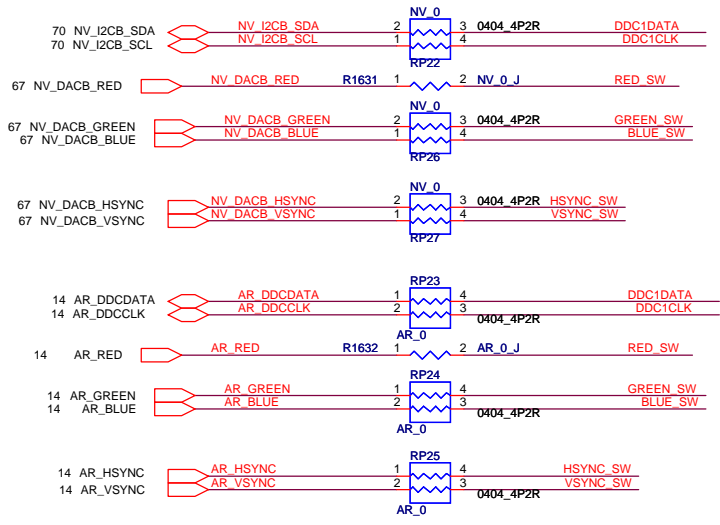 NV_0
70 NV_I2CB_SDA NV_I2CB_SDA 2 3 0404_4P2R DDC1DATA
70 NV_I2CB_SCL NV_I2CB_SCL 1 4 DDC1CLK
RP22
67 NV_DACB_RED NV_DACB_RED R1631 1 2 NV_0_J RED_SW
NV_0
67 NV_DACB_GREEN NV_DACB_GREEN 2 3 0404_4P2R GREEN_SW
67 NV_DACB_BLUE NV_DACB_BLUE 1 4 BLUE_SW
RP26
NV_0
67 NV_DACB_HSYNC NV_DACB_HSYNC 2 3 0404_4P2R HSYNC_SW
67 NV_DACB_VSYNC NV_DACB_VSYNC 1 4 VSYNC_SW
RP27
RP23
14 AR_DDCDATA AR_DDCDATA 1 4 DDC1DATA
14 AR_DDCCLK AR_DDCCLK 2 3 0404_4P2R DDC1CLK
AR_0
14 AR_RED AR_RED R1632 1 2 AR_0_J RED_SW
RP24
14 AR_GREEN AR_GREEN 1 4 GREEN_SW
14 AR_BLUE AR_BLUE 2 3 0404_4P2R BLUE_SW
AR_0
RP25
14 AR_HSYNC AR_HSYNC 1 4 HSYNC_SW
14 AR_VSYNC AR_VSYNC 2 3 0404_4P2R VSYNC_SW
AR_0